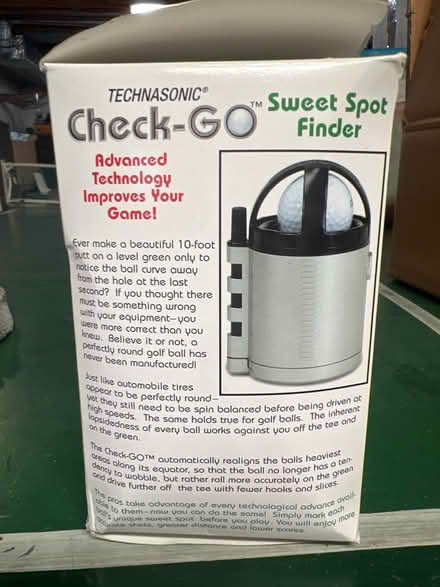 TECHNASONIC®
Check-GO™
Sweet Spot
Finder
Advanced
Technology
Improves Your
Game!
Ever make a beautiful 10-foot
putt on a level green only to
notice the ball curve away
from the hole at the last
second? If you thought there
must be something wrong
with your equipment—you
were more correct than you
knew. Believe it or not, a
perfectly round golf ball has
never been manufactured!
Just like automobile tires
appear to be perfectly round—
yet they still need to be spin balanced before being driven at
high speeds. The same holds true for golf balls. The inherent
lopsidedness of every ball works against you off the tee and
on the green.
The Check-GO™ automatically realigns the balls heaviest
areas along its equator, so that the ball no longer has a ten-
dency to wobble, but rather roll more accurately on the green
and drive further off the tee with fewer hooks and slices.
The pros take advantage of every technological advance avail-
able to them—now you can do the same! Simply mark each
ball's unique sweet spot before you play. You will enjoy more
accurate shots, greater distance and lower scores.